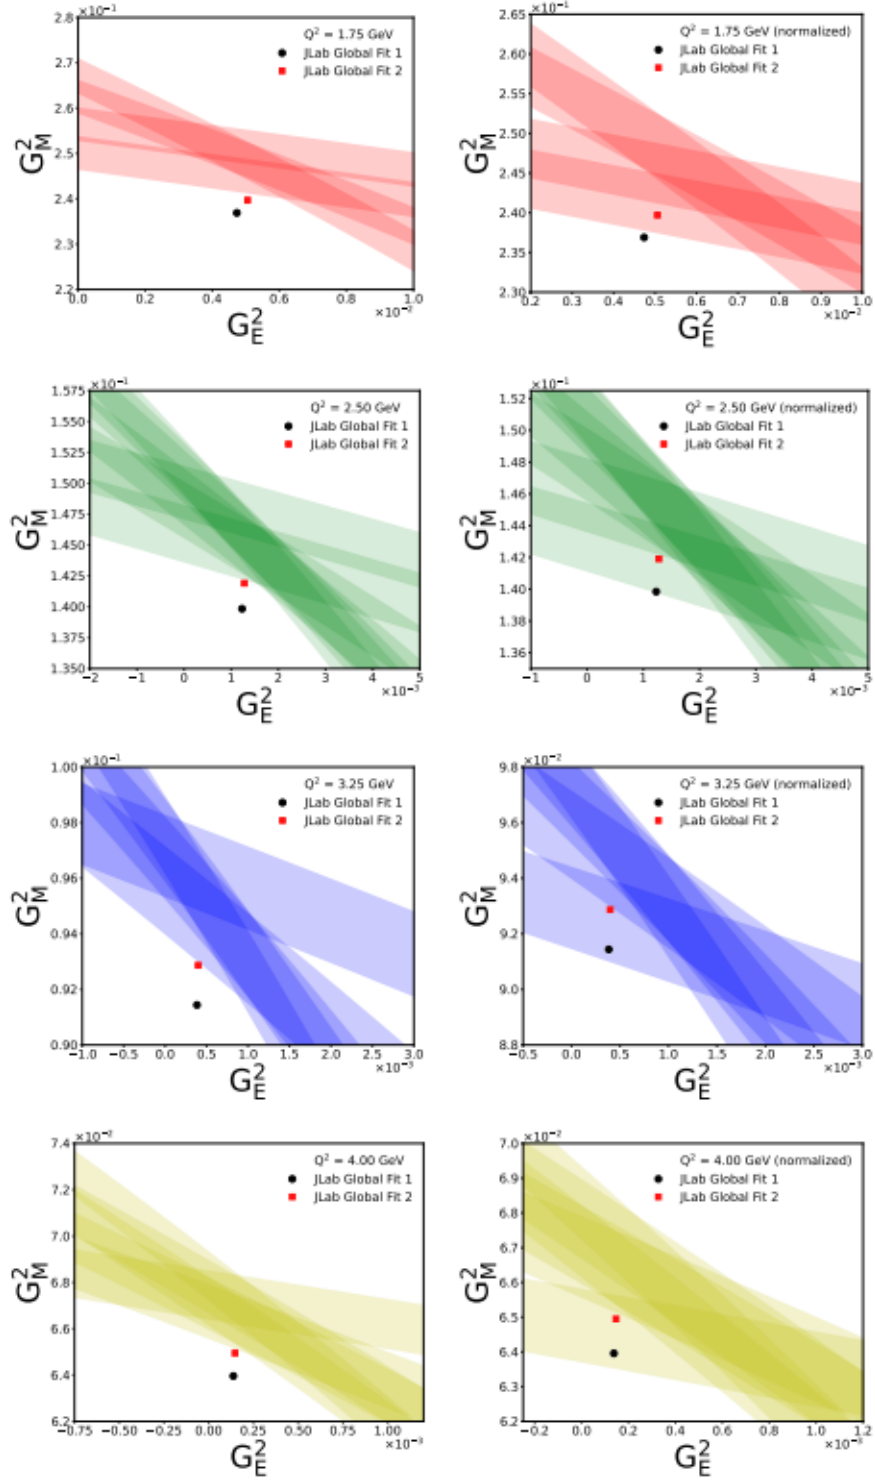 ×10⁻¹
Q² = 1.75 GeV
JLab Global Fit 1
JLab Global Fit 2
2.8
2.7
2.6
2.5
2.4
2.3
2.2
G²_M
0.0 0.2 0.4 0.6 0.8 1.0
×10⁻²
G²_E
×10⁻¹
Q² = 1.75 GeV (normalized)
JLab Global Fit 1
JLab Global Fit 2
2.65
2.60
2.55
2.50
2.45
2.40
2.35
2.30
G²_M
0.2 0.3 0.4 0.5 0.6 0.7 0.8 0.9 1.0
×10⁻²
G²_E
×10⁻¹
Q² = 2.50 GeV
JLab Global Fit 1
JLab Global Fit 2
1.575
1.550
1.525
1.500
1.475
1.450
1.425
1.400
1.375
1.350
G²_M
−2 −1 0 1 2 3 4 5
×10⁻³
G²_E
×10⁻¹
Q² = 2.50 GeV (normalized)
JLab Global Fit 1
JLab Global Fit 2
1.52
1.50
1.48
1.46
1.44
1.42
1.40
1.38
1.36
G²_M
−1 0 1 2 3 4 5
×10⁻³
G²_E
×10⁻¹
Q² = 3.25 GeV
JLab Global Fit 1
JLab Global Fit 2
1.00
0.98
0.96
0.94
0.92
0.90
G²_M
−1.0 −0.5 0.0 0.5 1.0 1.5 2.0 2.5 3.0
×10⁻³
G²_E
×10⁻²
Q² = 3.25 GeV (normalized)
JLab Global Fit 1
JLab Global Fit 2
9.8
9.6
9.4
9.2
9.0
8.8
G²_M
−0.5 0.0 0.5 1.0 1.5 2.0 2.5 3.0
×10⁻³
G²_E
×10⁻²
Q² = 4.00 GeV
JLab Global Fit 1
JLab Global Fit 2
7.4
7.2
7.0
6.8
6.6
6.4
6.2
G²_M
−0.75 −0.50 −0.25 0.00 0.25 0.50 0.75 1.00
×10⁻³
G²_E
×10⁻²
Q² = 4.00 GeV (normalized)
JLab Global Fit 1
JLab Global Fit 2
7.0
6.9
6.8
6.7
6.6
6.5
6.4
6.3
6.2
G²_M
−0.2 0.0 0.2 0.4 0.6 0.8 1.0 1.2
×10⁻³
G²_E